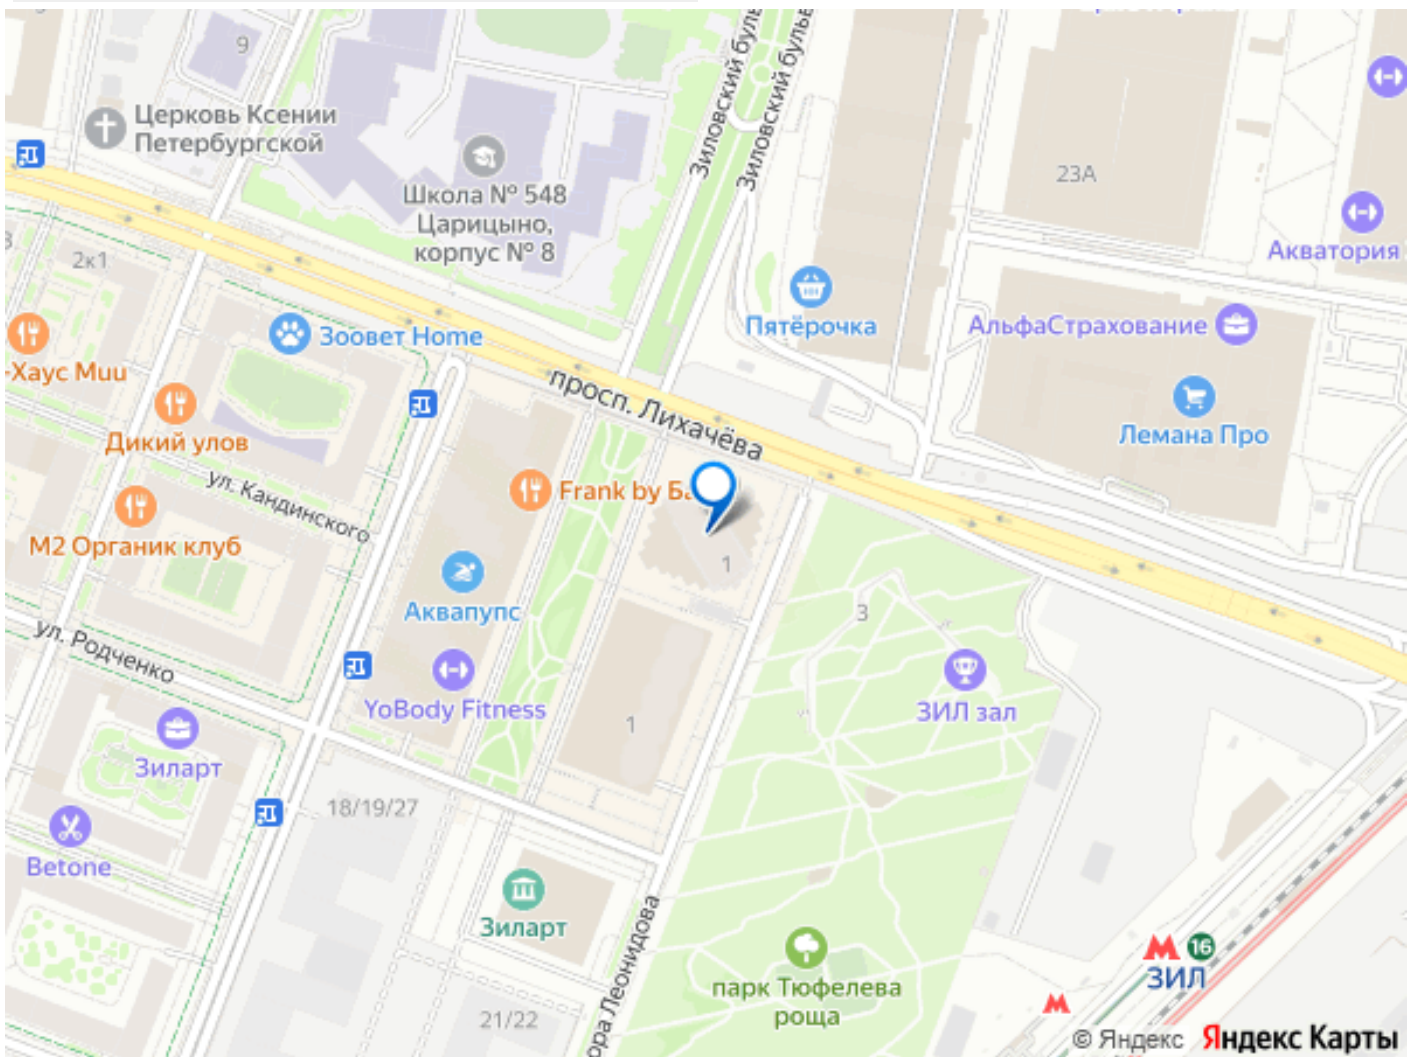 9
Церковь Ксении
Петербургской
Школа № 548
Царицыно,
корпус № 8
Зиловский буль
Зиловский бульв
23А
Акватория
2к1
Зоовет Home
Пятёрочка
АльфаСтрахование
-Хаус Muu
Лемана Про
Дикий улов
просп. Лихачёва
ул. Кандинского
Frank by Ба
М2 Органик клуб
1
Аквапупс
3
ул. Родченко
YoBody Fitness
ЗИЛ зал
1
Зиларт
18/19/27
Betone
Зиларт
ора Леонидова
16
ЗИЛ
парк Тюфелева
роща
21/22
© Яндекс Яндекс Карты